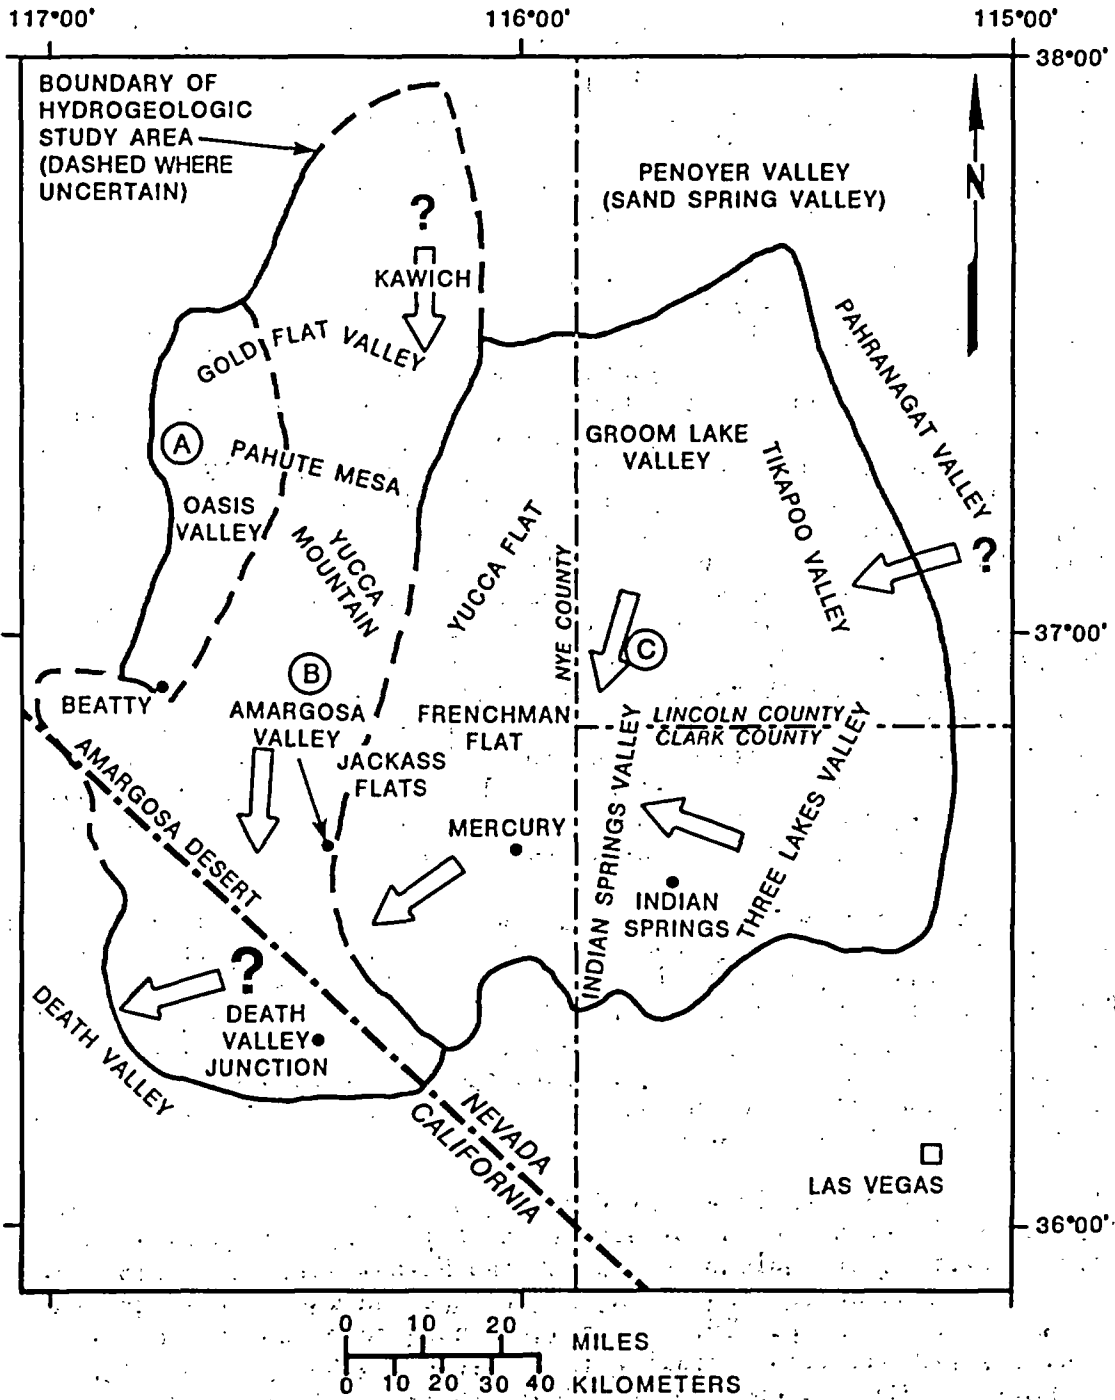 117°00'
116°00'
115°00'
38°00'
BOUNDARY OF
HYDROGEOLOGIC
STUDY AREA
(DASHED WHERE
UNCERTAIN)
PENOYER VALLEY
(SAND SPRING VALLEY)
N
?
KAWICH
GOLD FLAT VALLEY
PAHRANAGAT VALLEY
A
PAHUTE MESA
GROOM LAKE
VALLEY
TIKAPOO VALLEY
OASIS
VALLEY
YUCCA
MOUNTAIN
YUCCA FLAT
NYE COUNTY
?
37°00'
C
B
BEATTY
AMARGOSA
VALLEY
FRENCHMAN
FLAT
LINCOLN COUNTY
CLARK COUNTY
JACKASS
FLATS
AMARGOSA DESERT
MERCURY
INDIAN SPRINGS VALLEY
THREE LAKES VALLEY
INDIAN
SPRINGS
?
DEATH VALLEY
DEATH
VALLEY
JUNCTION
NEVADA
CALIFORNIA
LAS VEGAS
36°00'
0 10 20
MILES
0 10 20 30 40 KILOMETERS